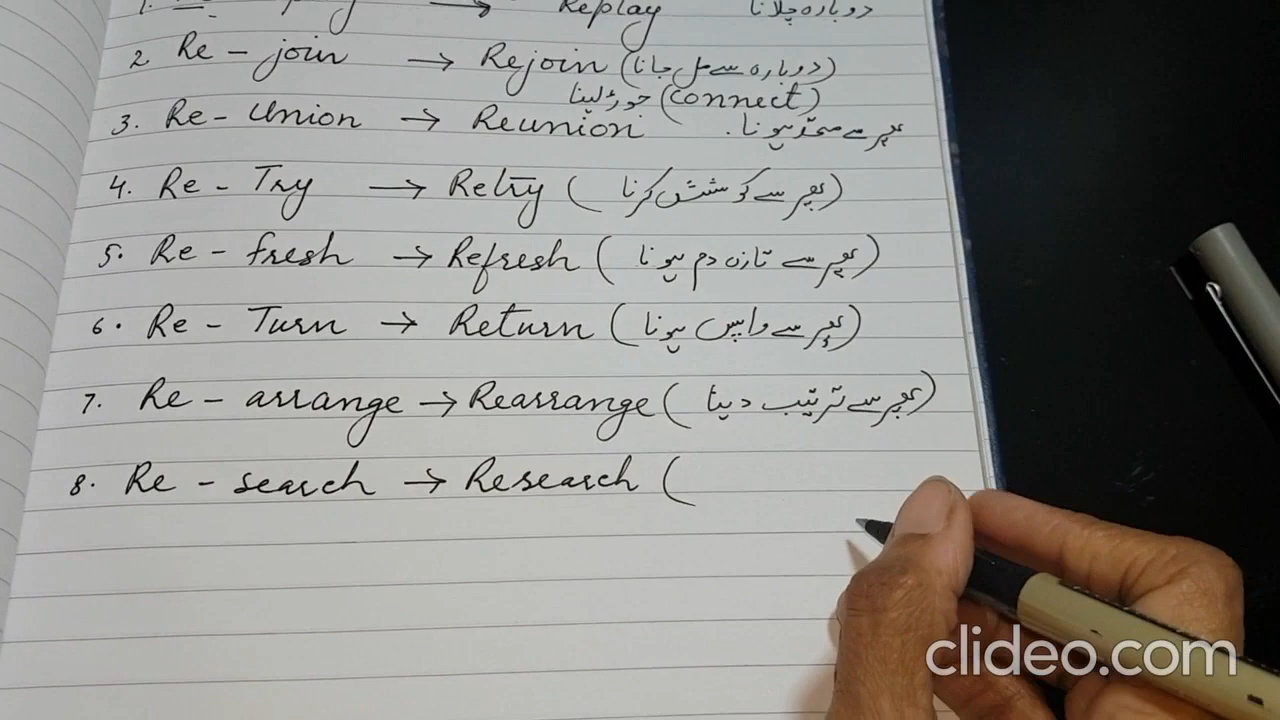 1. Re - play → Replay دوبارہ چلانا
2 Re - join → Rejoin (دوبارہ سے مل جانا)
جوڑ لینا (connect)
3. Re - Union → Reunion پھر سے متحد ہونا.
4. Re - Try → Retry (پھر سے کوشش کرنا)
5. Re - fresh → Refresh (پھر سے تازہ دم ہونا)
6. Re - Turn → Return (پھر سے واپس ہونا)
7. Re - arrange → Rearrange (پھر سے ترتیب دینا)
8. Re - search → Research (
clideo.com